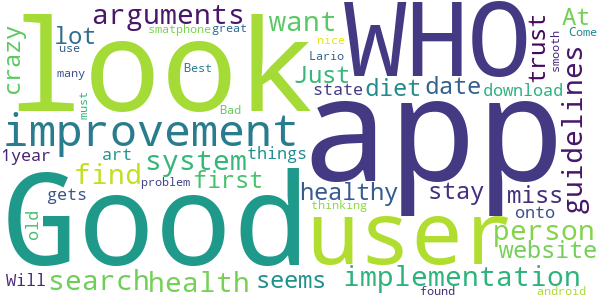 look
WHO
app
Good
user
improvement
arguments
want
lot
crazy
smatphone
great
use
many
must
Best
Bad
nice
Lario
Just
At
trust
Come
smooth
guidelines
state
diet
date
download
1year
art
system
things
find
first
problem
gets
old
healthy
stay
miss
onto
thinking
person
website
Will
search
health
seems
implementation
found
android